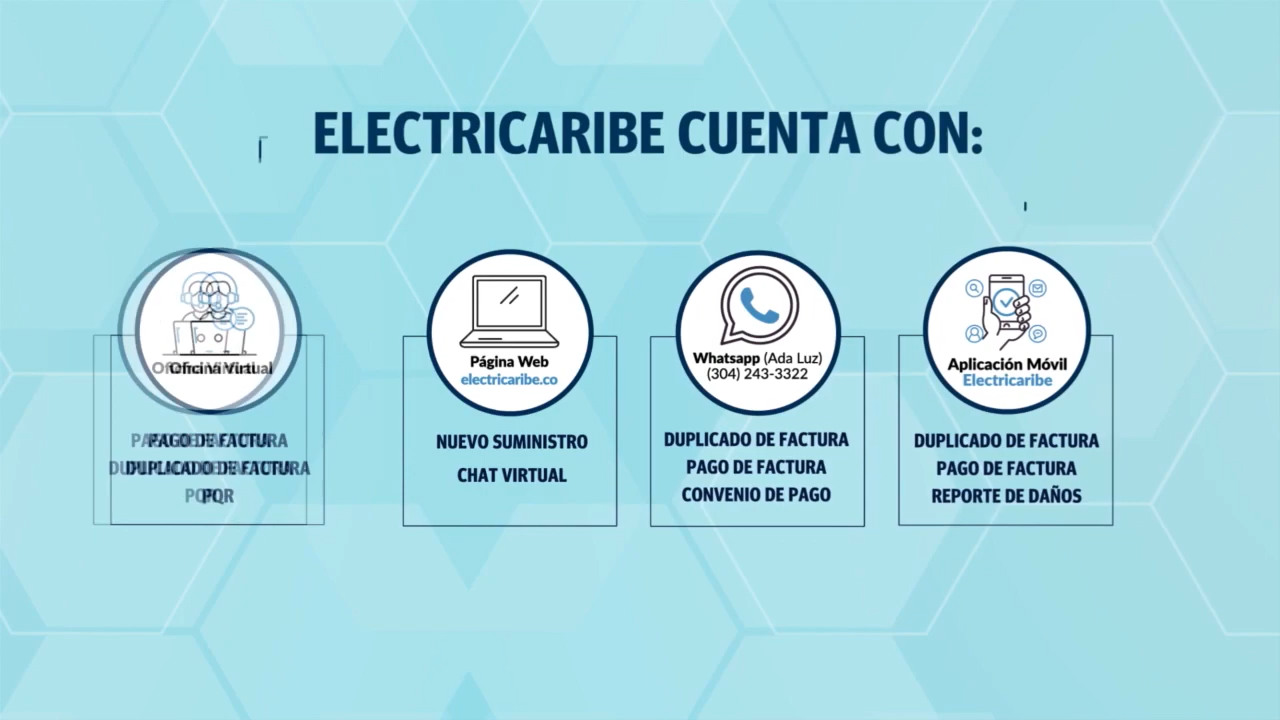 ELECTRICARIBE CUENTA CON:
Oficina Virtual
PAGO DE FACTURA
DUPLICADO DE FACTURA
PQR
Página Web
electricaribe.co
NUEVO SUMINISTRO
CHAT VIRTUAL
Whatsapp (Ada Luz)
(304) 243-3322
DUPLICADO DE FACTURA
PAGO DE FACTURA
CONVENIO DE PAGO
Aplicación Móvil
Electricaribe
DUPLICADO DE FACTURA
PAGO DE FACTURA
REPORTE DE DAÑOS